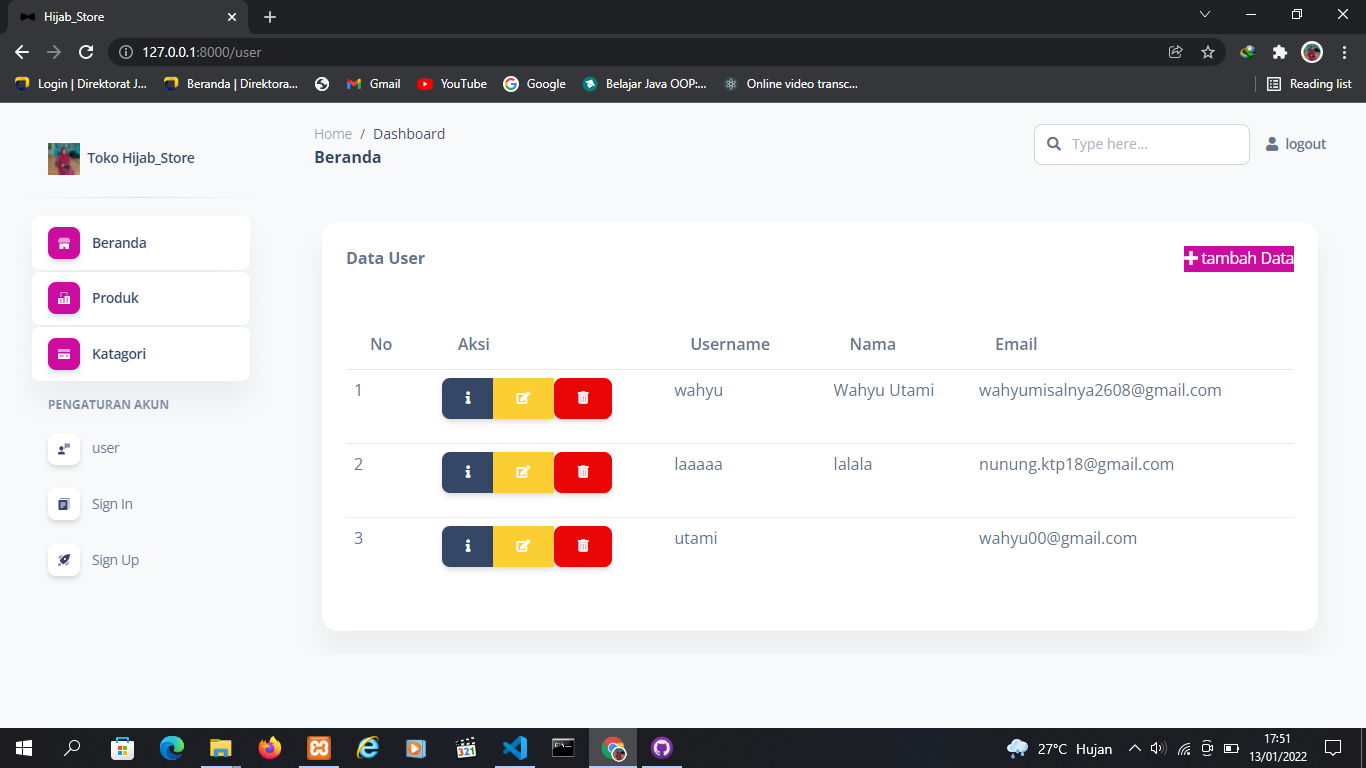 Hijab_Store
127.0.0.1:8000/user
Login | Direktorat J... Beranda | Direktora... Gmail YouTube Google Belajar Java OOP:... Online video transc... Reading list
Toko Hijab_Store
Home / Dashboard
Beranda
Type here...
logout
Beranda
Produk
Katagori
PENGATURAN AKUN
user
Sign In
Sign Up
Data User
tambah Data
No Aksi Username Nama Email
1 wahyu Wahyu Utami wahyumisalnya2608@gmail.com
2 laaaaa lalala nunung.ktp18@gmail.com
3 utami wahyu00@gmail.com
321
27°C Hujan
17:51
13/01/2022